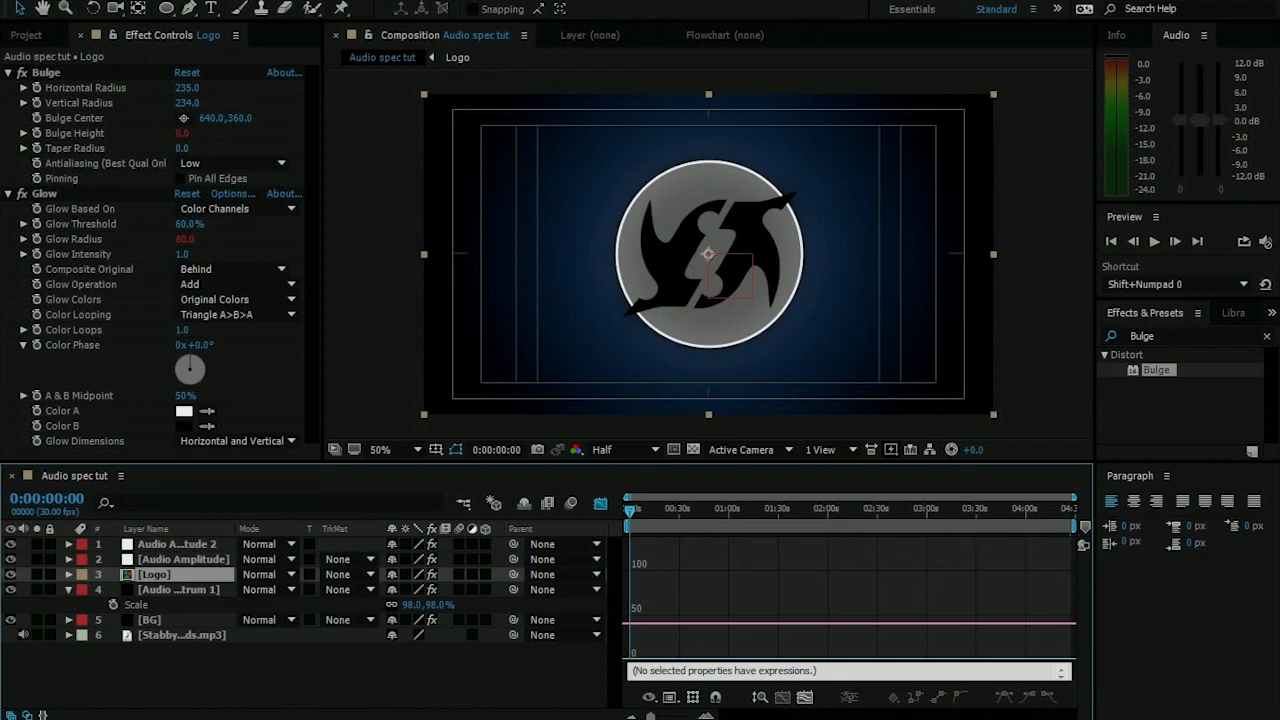 Snapping
Essentials
Standard
Search Help
Project
Effect Controls Logo
Composition Audio spec tut
Layer (none)
Flowchart (none)
Info
Audio
Audio spec tut • Logo
Audio spec tut
Logo
Bulge
Reset
About...
Horizontal Radius
235.0
Vertical Radius
234.0
Bulge Center
640.0,360.0
Bulge Height
0.0
Taper Radius
0.0
Antialiasing (Best Qual Onl
Low
Pinning
Pin All Edges
Glow
Reset
Options...
About...
Glow Based On
Color Channels
Glow Threshold
60.0%
Glow Radius
80.0
Glow Intensity
1.0
Composite Original
Behind
Glow Operation
Add
Glow Colors
Original Colors
Color Looping
Triangle A>B>A
Color Loops
1.0
Color Phase
0x+0.0°
A & B Midpoint
50%
Color A
Color B
Glow Dimensions
Horizontal and Vertical
0.0
-3.0
-6.0
-9.0
-12.0
-15.0
-18.0
-21.0
-24.0
12.0 dB
9.0
6.0
3.0
0.0 dB
-3.0
-6.0
-9.0
-12.0 dB
0
0
Preview
Shortcut
Shift+Numpad 0
Effects & Presets
Libra
Bulge
Distort
Bulge
50%
0:00:00:00
Half
Active Camera
1 View
+0.0
Audio spec tut
0:00:00:00
00000 (30.00 fps)
# Layer Name
Mode
T
TrkMat
Parent
1
Audio A...tude 2
Normal
None
2
[Audio Amplitude]
Normal
None
None
3
[Logo]
Normal
None
None
4
[Audio ...trum 1]
Normal
None
None
Scale
98.0,98.0%
5
[BG]
Normal
None
None
6
[Stabby...ds.mp3]
None
00:30s
01:00s
01:30s
02:00s
02:30s
03:00s
03:30s
04:00s
04:3
100
50
0
(No selected properties have expressions.)
Paragraph
0 px
0 px
0 px
0 px
0 px